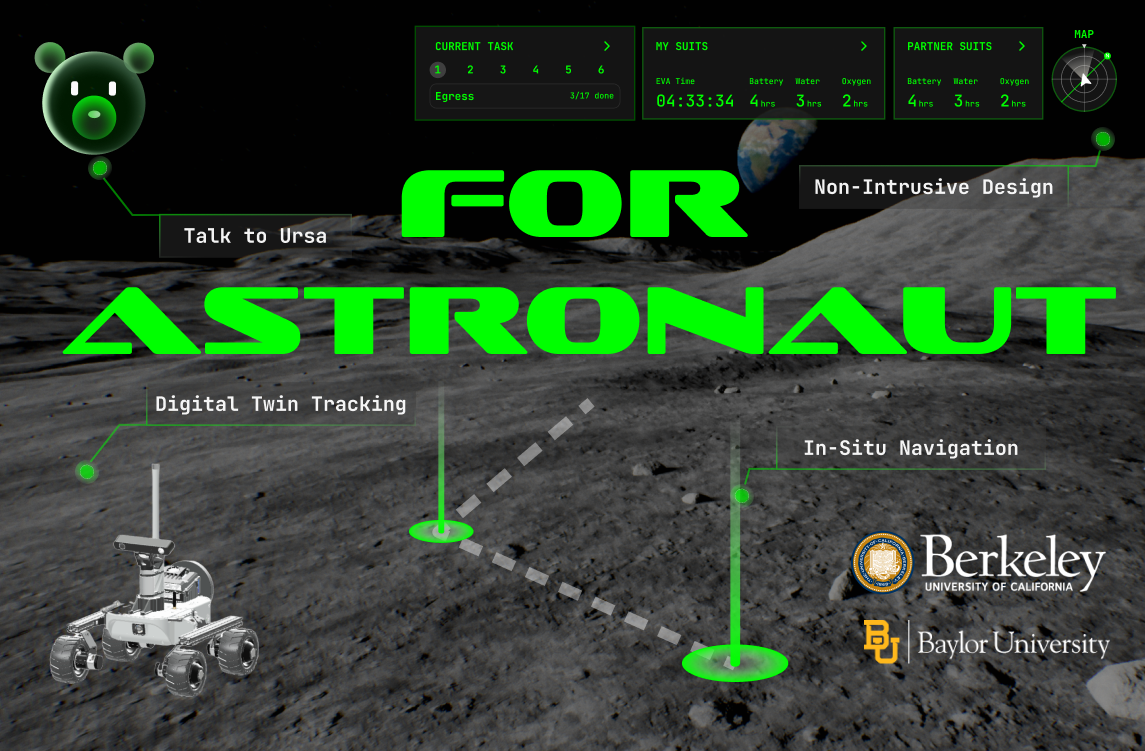 CURRENT TASK
1 2 3 4 5 6
Egress 3/17 done
MY SUITS
EVA Time Battery Water Oxygen
04:33:34 4hrs 3hrs 2hrs
PARTNER SUITS
Battery Water Oxygen
4hrs 3hrs 2hrs
MAP
N
FOR
Non-Intrusive Design
Talk to Ursa
ASTRONAUT
Digital Twin Tracking
In-Situ Navigation
Berkeley
UNIVERSITY OF CALIFORNIA
BU
Baylor University